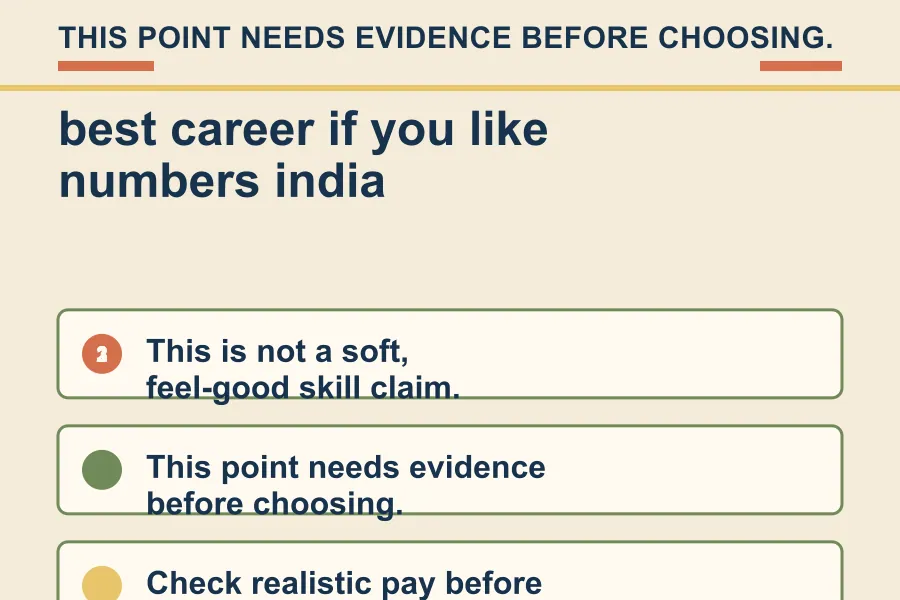 THIS POINT NEEDS EVIDENCE BEFORE CHOOSING.
best career if you like
numbers india
This is not a soft,
feel-good skill claim.
This point needs evidence
before choosing.
Check realistic pay before